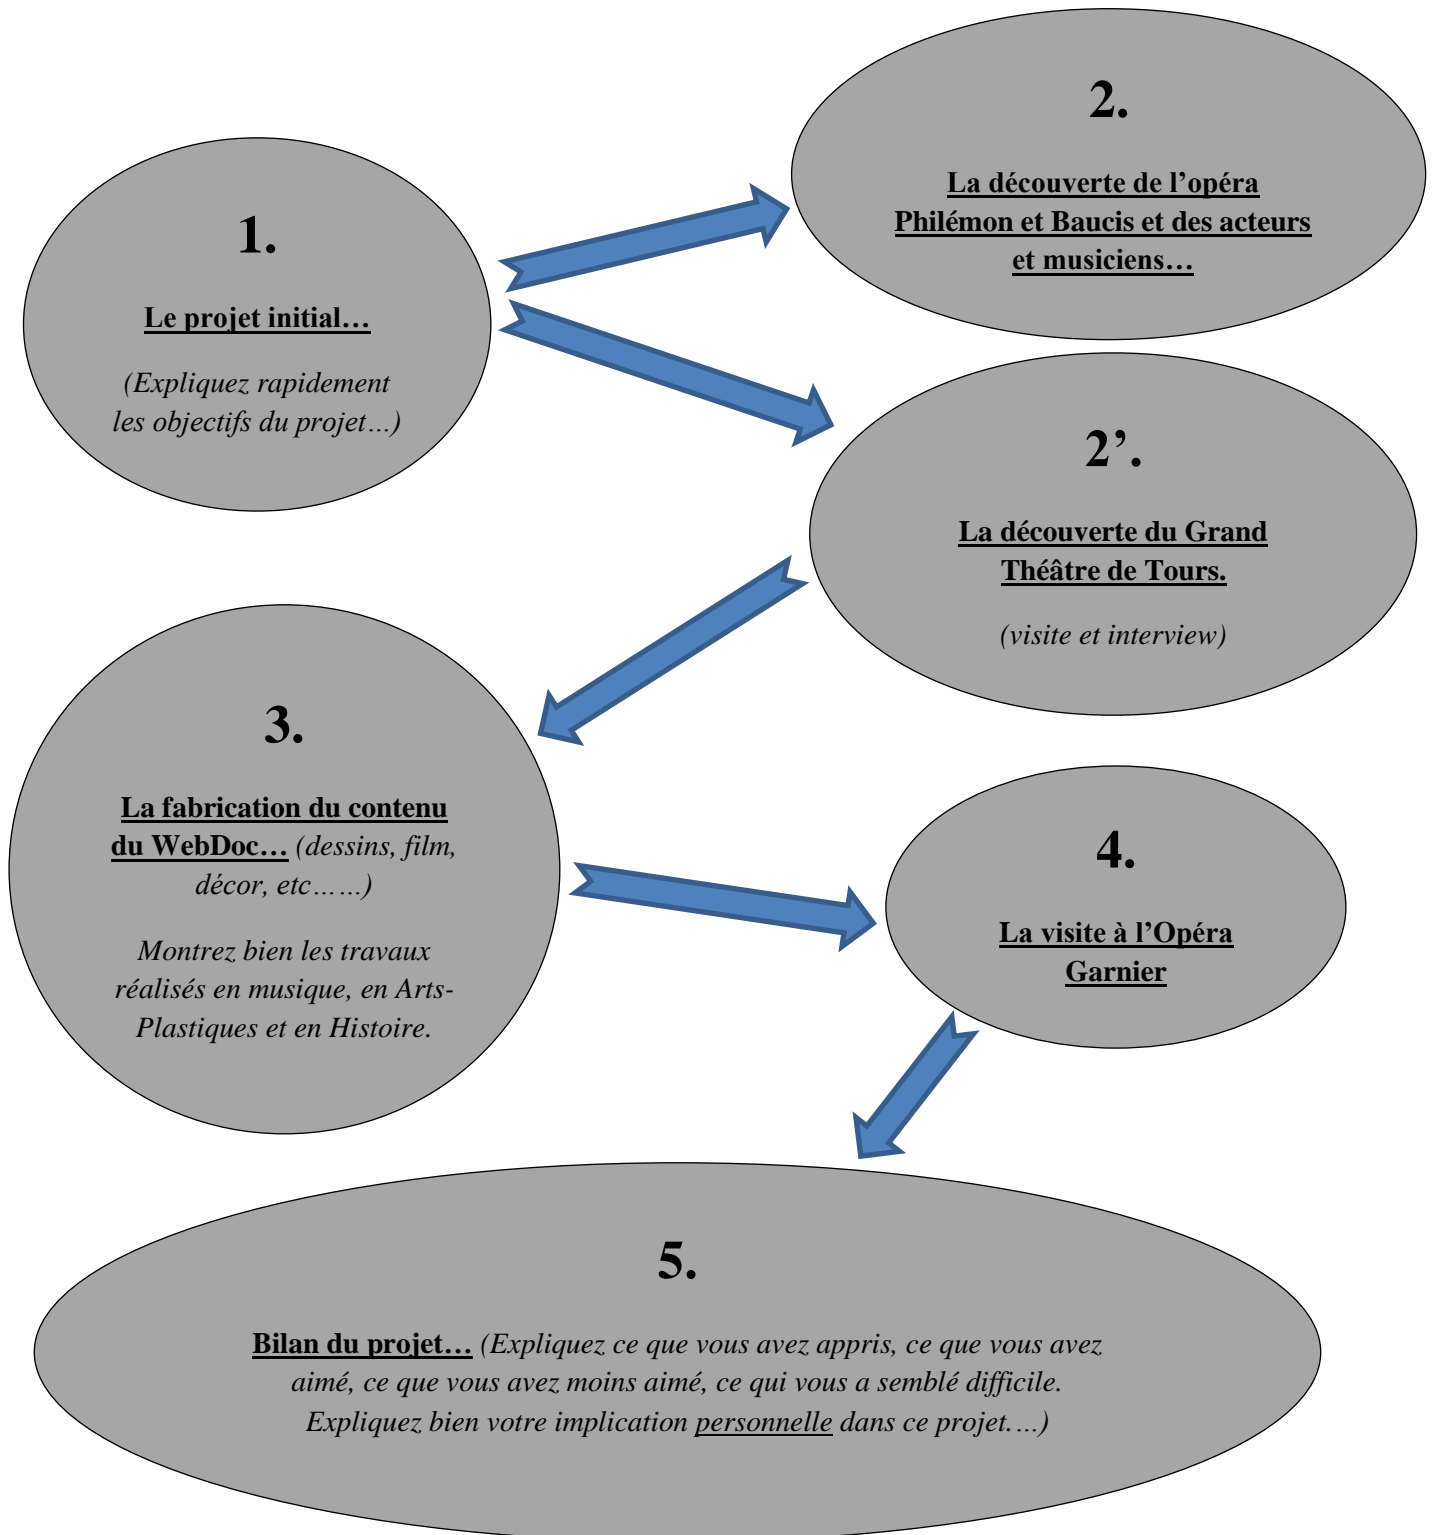 1.
Le projet initial…
(Expliquez rapidement
les objectifs du projet…)
2.
La découverte de l’opéra
Philémon et Baucis et des acteurs
et musiciens…
2’.
La découverte du Grand
Théâtre de Tours.
(visite et interview)
3.
La fabrication du contenu
du WebDoc… (dessins, film,
décor, etc……)
Montrez bien les travaux
réalisés en musique, en Arts-
Plastiques et en Histoire.
4.
La visite à l’Opéra
Garnier
5.
Bilan du projet… (Expliquez ce que vous avez appris, ce que vous avez
aimé, ce que vous avez moins aimé, ce qui vous a semblé difficile.
Expliquez bien votre implication personnelle dans ce projet.…)